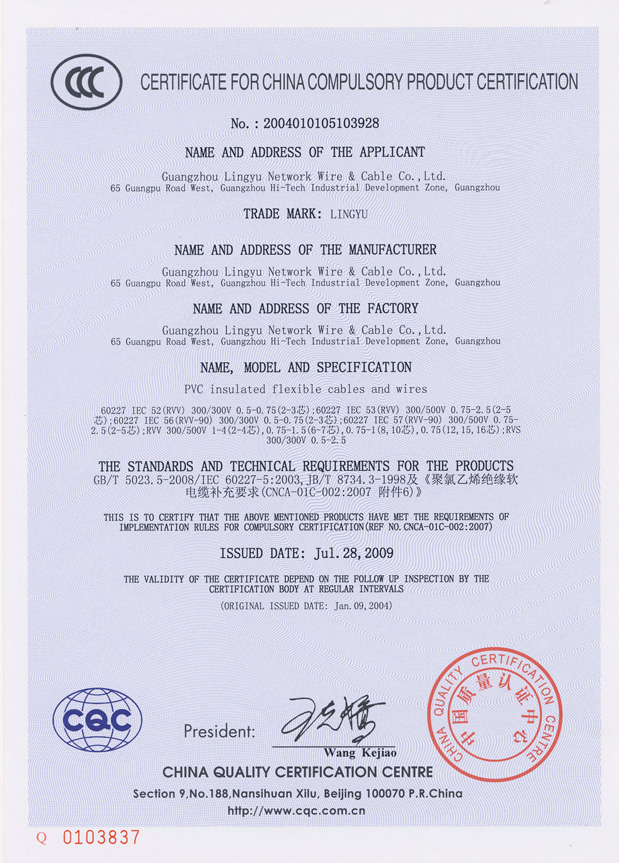 CCC
CERTIFICATE FOR CHINA COMPULSORY PRODUCT CERTIFICATION
No.: 2004010105103928
NAME AND ADDRESS OF THE APPLICANT
Guangzhou Lingyu Network Wire & Cable Co.,Ltd.
65 Guangpu Road West, Guangzhou Hi-Tech Industrial Development Zone, Guangzhou
TRADE MARK: LINGYU
NAME AND ADDRESS OF THE MANUFACTURER
Guangzhou Lingyu Network Wire & Cable Co.,Ltd.
65 Guangpu Road West, Guangzhou Hi-Tech Industrial Development Zone, Guangzhou
NAME AND ADDRESS OF THE FACTORY
Guangzhou Lingyu Network Wire & Cable Co.,Ltd.
65 Guangpu Road West, Guangzhou Hi-Tech Industrial Development Zone, Guangzhou
NAME, MODEL AND SPECIFICATION
PVC insulated flexible cables and wires
60227 IEC 52(RVV) 300/300V 0.5-0.75(2-3芯);60227 IEC 53(RVV) 300/500V 0.75-2.5(2-5
芯);60227 IEC 56(RVV-90) 300/300V 0.5-0.75(2-3芯);60227 IEC 57(RVV-90) 300/500V 0.75-
2.5(2-5芯);RVV 300/500V 1-4(2-4芯),0.75-1.5(6-7芯),0.75-1(8,10芯),0.75(12,15,16芯);RVS
300/300V 0.5-2.5
THE STANDARDS AND TECHNICAL REQUIREMENTS FOR THE PRODUCTS
GB/T 5023.5-2008/IEC 60227-5:2003,JB/T 8734.3-1998及《聚氯乙烯绝缘软
电缆补充要求(CNCA-01C-002:2007 附件6)》
THIS IS TO CERTIFY THAT THE ABOVE MENTIONED PRODUCTS HAVE MET THE REQUIREMENTS OF
IMPLEMENTATION RULES FOR COMPULSORY CERTIFICATION(REF NO.CNCA-01C-002:2007)
ISSUED DATE: Jul.28,2009
THE VALIDITY OF THE CERTIFICATE DEPEND ON THE FOLLOW UP INSPECTION BY THE
CERTIFICATION BODY AT REGULAR INTERVALS
(ORIGINAL ISSUED DATE: Jan.09,2004)
CQC
President:
Wang Kejiao
CHINA QUALITY CERTIFICATION CENTRE
中国质量认证中心
CHINA QUALITY CERTIFICATION CENTRE
Section 9,No.188,Nansihuan Xilu, Beijing 100070 P.R.China
http://www.cqc.com.cn
Q 0103837